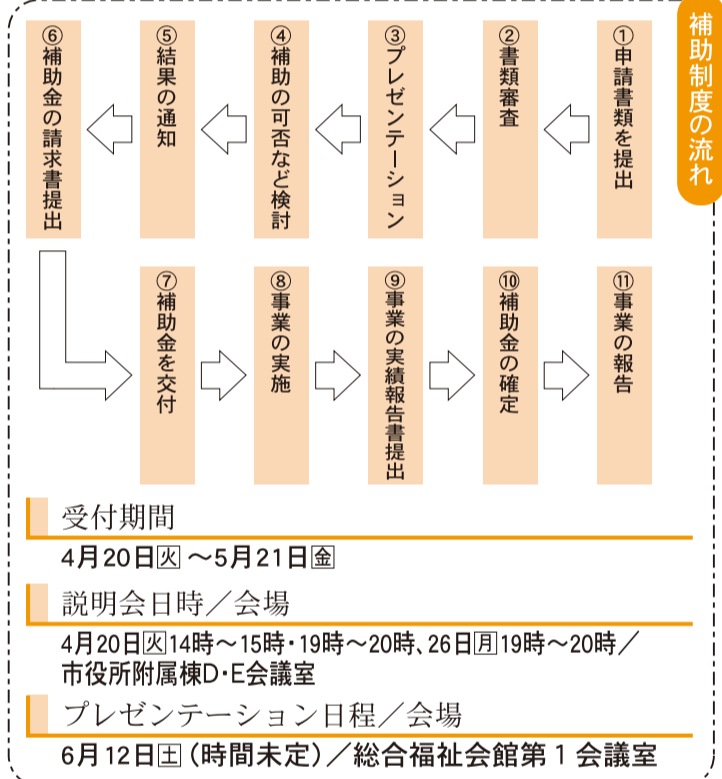 補助制度の流れ
①申請書類を提出
②書類審査
③プレゼンテーション
④補助の可否など検討
⑤結果の通知
⑥補助金の請求書提出
⑦補助金を交付
⑧事業の実施
⑨事業の実績報告書提出
⑩補助金の確定
⑪事業の報告
受付期間
4月20日火～5月21日金
説明会日時／会場
4月20日火14時～15時・19時～20時、26日月19時～20時／
市役所附属棟D・E会議室
プレゼンテーション日程／会場
6月12日土（時間未定）／総合福祉会館第1会議室